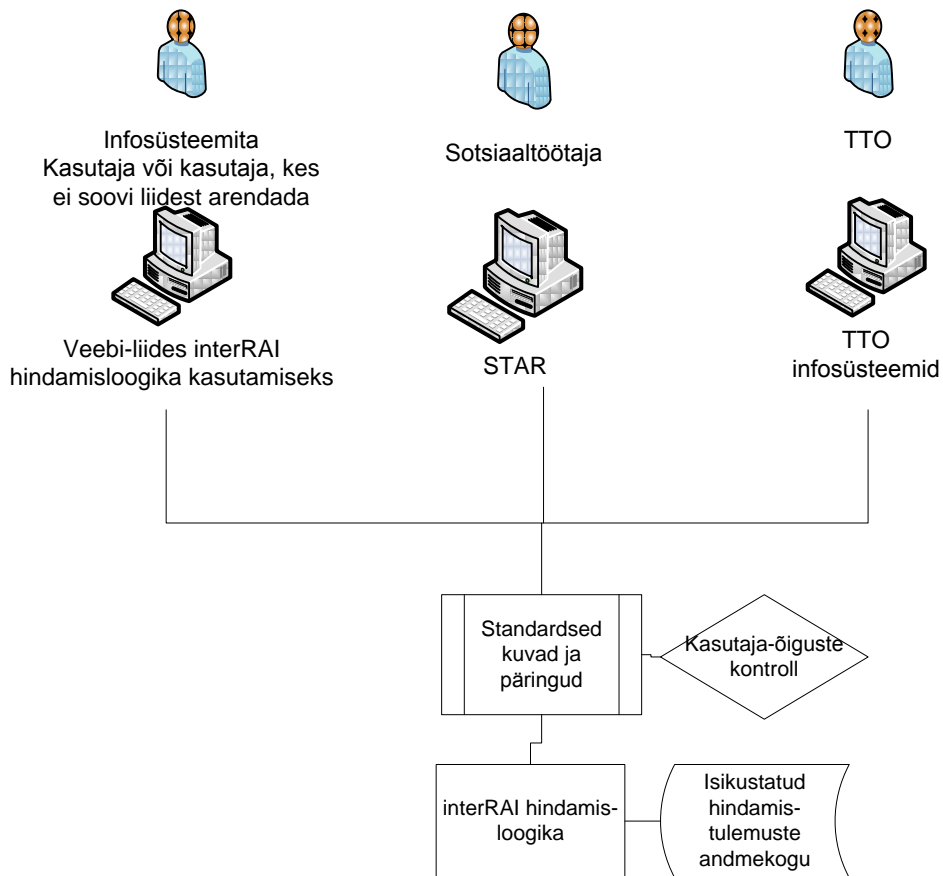 Infosüsteemita
Kasutaja või kasutaja, kes
ei soovi liidest arendada
Sotsiaaltöötaja
TTO
Veebi-liides interRAI
hindamisloogika kasutamiseks
STAR
TTO
infosüsteemid
Standardsed
kuvad ja
päringud
Kasutaja-õiguste
kontroll
interRAI hindamis-
loogika
Isikustatud
hindamis-
tulemuste
andmekogu